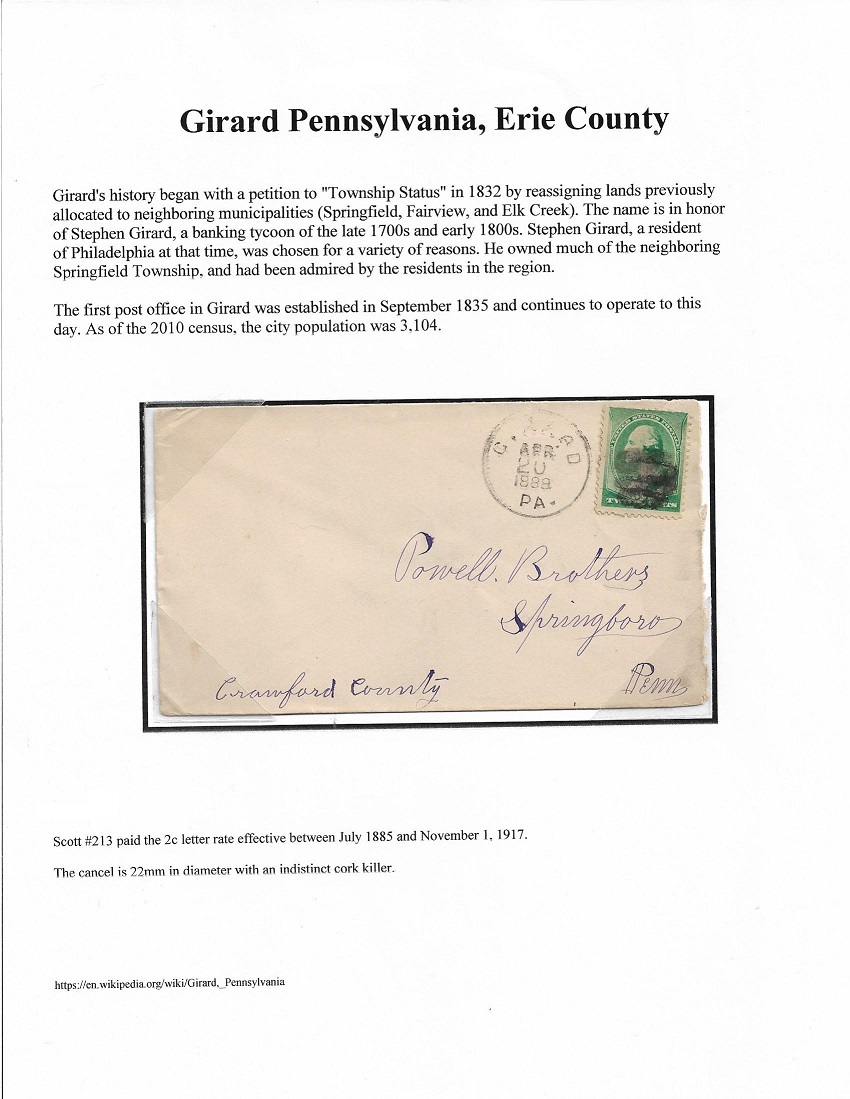 Girard Pennsylvania, Erie County
Girard's history began with a petition to "Township Status" in 1832 by reassigning lands previously
allocated to neighboring municipalities (Springfield, Fairview, and Elk Creek). The name is in honor
of Stephen Girard, a banking tycoon of the late 1700s and early 1800s. Stephen Girard, a resident
of Philadelphia at that time, was chosen for a variety of reasons. He owned much of the neighboring
Springfield Township, and had been admired by the residents in the region.
The first post office in Girard was established in September 1835 and continues to operate to this
day. As of the 2010 census, the city population was 3,104.
APR
20
PA.
Powell. Brothers
Springboro
Penn
Crawford County
Scott #213 paid the 2c letter rate effective between July 1885 and November 1, 1917.
The cancel is 22mm in diameter with an indistinct cork killer.
https://en.wikipedia.org/wiki/Girard,_Pennsylvania